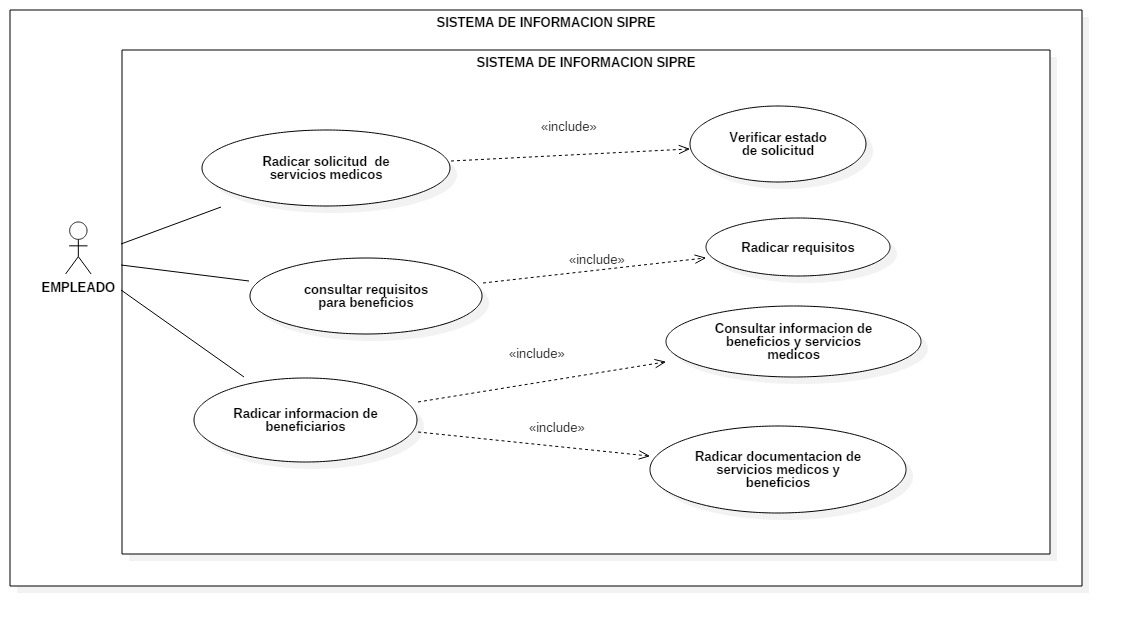 SISTEMA DE INFORMACION SIPRE
SISTEMA DE INFORMACION SIPRE
«include»
Verificar estado
de solicitud
Radicar solicitud  de
servicios medicos
Radicar requisitos
«include»
EMPLEADO
consultar requisitos
para beneficios
Consultar informacion de
beneficios y servicios
medicos
«include»
Radicar informacion de
beneficiarios
«include»
Radicar documentacion de
servicios medicos y
beneficios